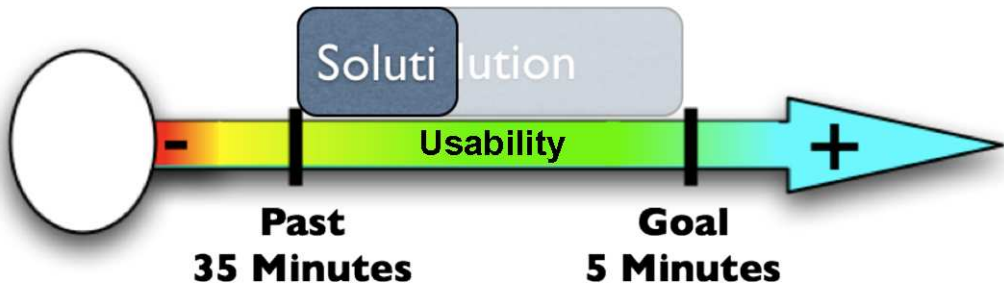 Soluti lution
- Usability +
Past Goal
35 Minutes 5 Minutes